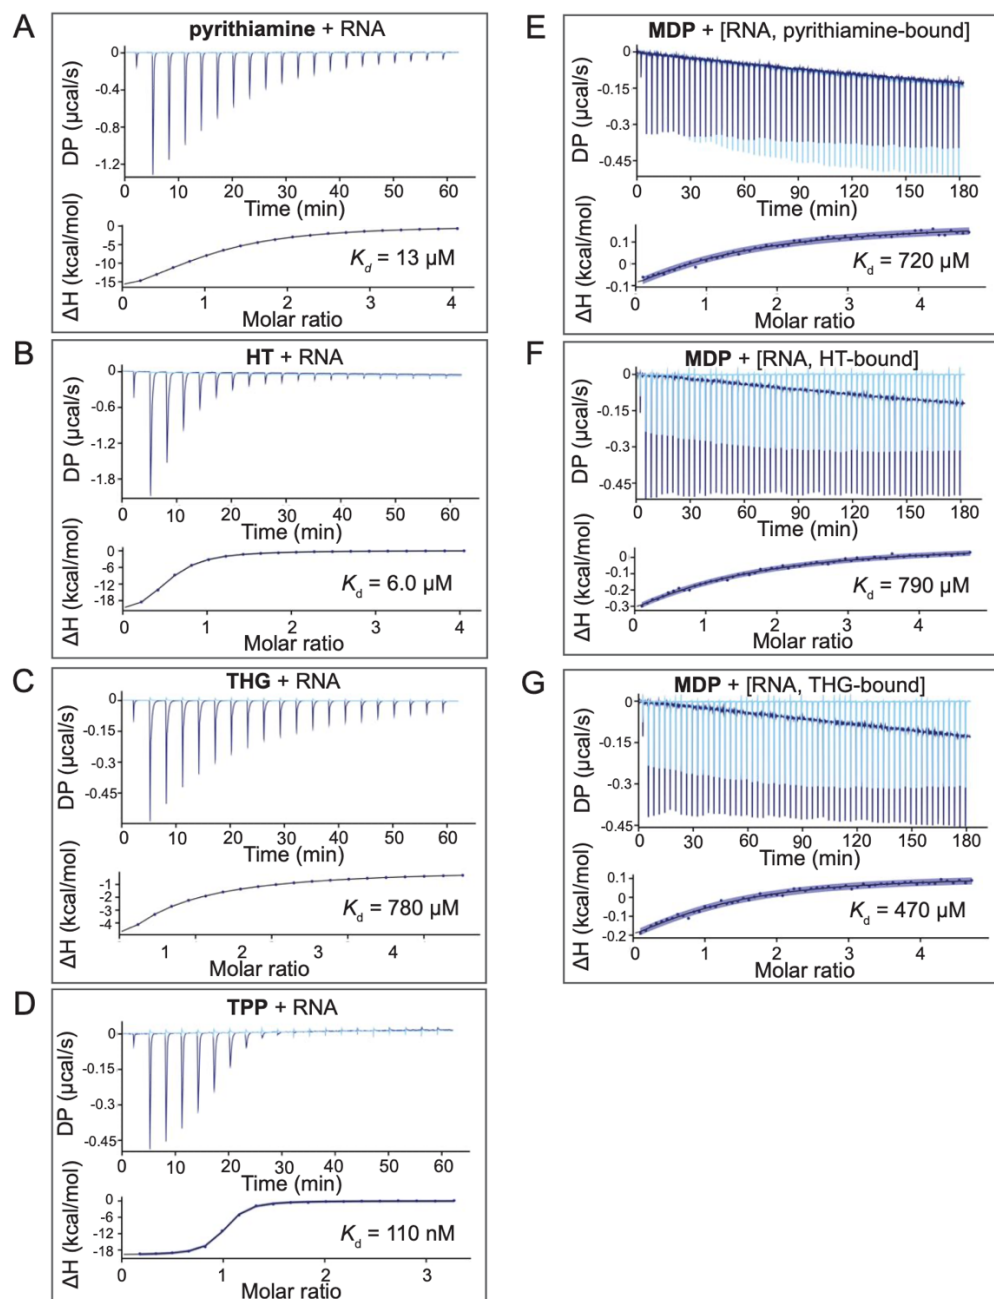 A
pyrithiamine + RNA
DP (µcal/s)
0
-0.4
-0.8
-1.2
0 10 20 30 40 50 60
Time (min)
ΔH (kcal/mol)
0
-5
-10
-15
Kd = 13 µM
0 1 2 3 4
Molar ratio
B
HT + RNA
DP (µcal/s)
0
-0.6
-1.2
-1.8
0 10 20 30 40 50 60
Time (min)
ΔH (kcal/mol)
0
-6
-12
-18
Kd = 6.0 µM
0 1 2 3 4
Molar ratio
C
THG + RNA
DP (µcal/s)
0
-0.15
-0.3
-0.45
0 10 20 30 40 50 60
Time (min)
ΔH (kcal/mol)
-1
-2
-3
-4
Kd = 780 µM
2 1 2 3 4
Molar ratio
D
TPP + RNA
DP (µcal/s)
0
-0.15
-0.3
-0.45
0 10 20 30 40 50 60
Time (min)
ΔH (kcal/mol)
0
-6
-12
-18
Kd = 110 nM
0 1 2 3
Molar ratio
E
MDP + [RNA, pyrithiamine-bound]
DP (µcal/s)
0
-0.15
-0.3
-0.45
0 30 60 90 120 150 180
Time (min)
ΔH (kcal/mol)
0.1
0
-0.1
Kd = 720 µM
0 1 2 3 4
Molar ratio
F
MDP + [RNA, HT-bound]
DP (µcal/s)
0
-0.15
-0.3
-0.45
0 30 60 90 120 150 180
Time (min)
ΔH (kcal/mol)
0
-0.1
-0.2
-0.3
Kd = 790 µM
0 1 2 3 4
Molar ratio
G
MDP + [RNA, THG-bound]
DP (µcal/s)
0
-0.15
-0.3
-0.45
0 30 60 90 120 150 180
Time (min)
ΔH (kcal/mol)
0.1
0
-0.2
Kd = 470 µM
0 1 2 3 4
Molar ratio